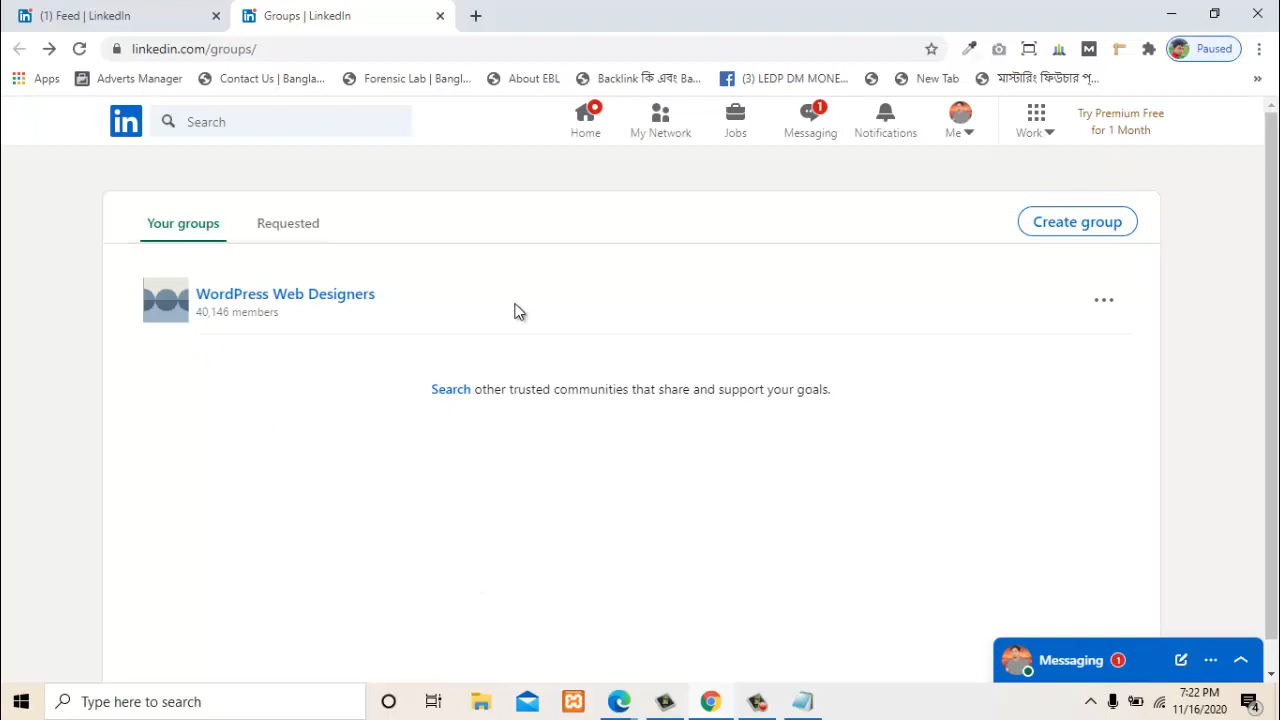 (1) Feed | LinkedIn
Groups | LinkedIn
linkedin.com/groups/
Paused
Apps
Adverts Manager
Contact Us | Bangla...
Forensic Lab | Bangl...
About EBL
Backlink কি এবং Ba...
(3) LEDP DM MONE...
New Tab
মাস্টারিং ফিউচার প্...
in
Search
Home
My Network
Jobs
1
Messaging
Notifications
Me
Work
Try Premium Free
for 1 Month
Your groups
Requested
Create group
WordPress Web Designers
40,146 members
Search other trusted communities that share and support your goals.
Messaging 1
Type here to search
7:22 PM
11/16/2020
4